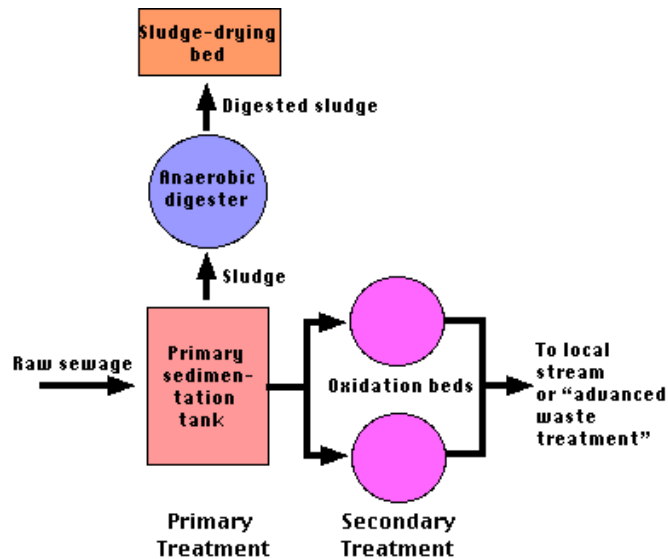 Sludge-drying
bed
Digested sludge
Anaerobic
digester
Sludge
Raw sewage
Primary
sedimen-
tation
tank
Oxidation beds
To local
stream
or “advanced
waste
treatment”
Primary
Treatment
Secondary
Treatment